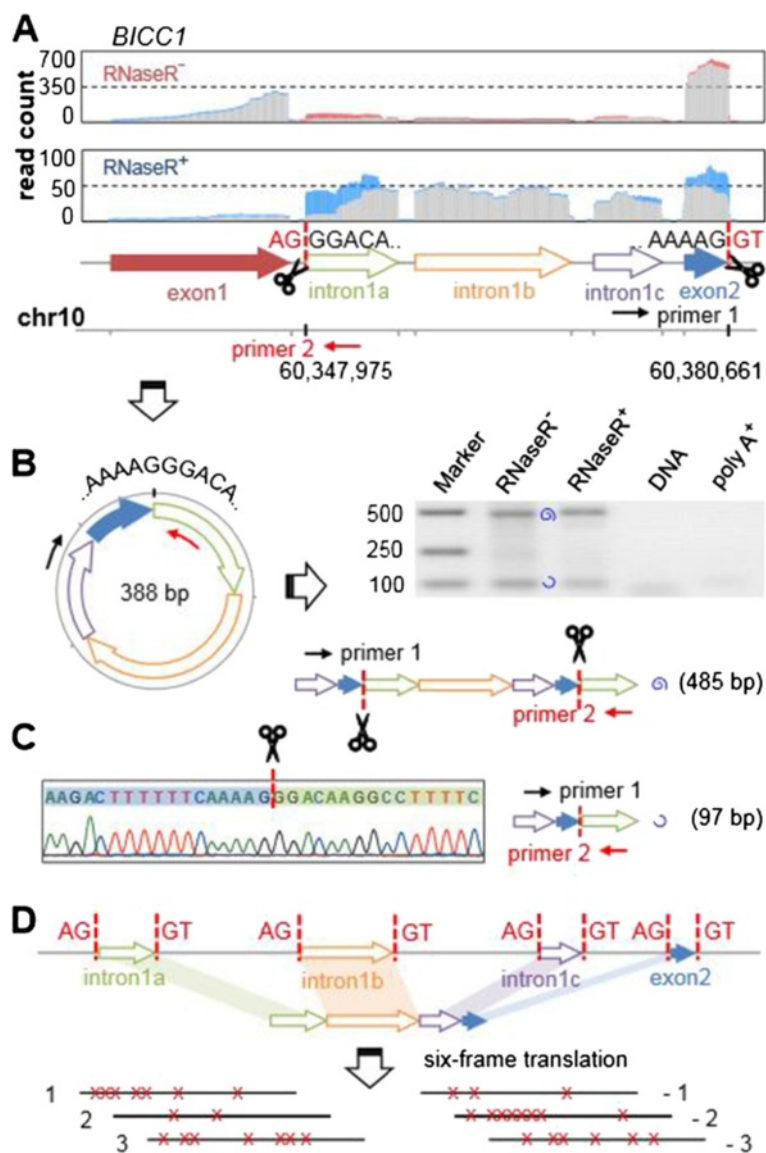 A
BICC1
700
RNaseR⁻
350
0
read count
100
RNaseR⁺
50
0
AG GGACA.. .. AAAAG GT
exon1 intron1a intron1b intron1c exon2
chr10 primer 1
primer 2
60,347,975 60,380,661
B
..AAAAGGGACA..
388 bp
Marker RNaseR⁻ RNaseR⁺ DNA poly A⁺
500
250
100
primer 1
primer 2 (485 bp)
C
AAGACTTTTTTCAAAAGGGACAAGGCCTTTTC
primer 1
(97 bp)
primer 2
D
AG GT AG GT AG GT AG GT
intron1a intron1b intron1c exon2
six-frame translation
1 - 1
2 - 2
3 - 3